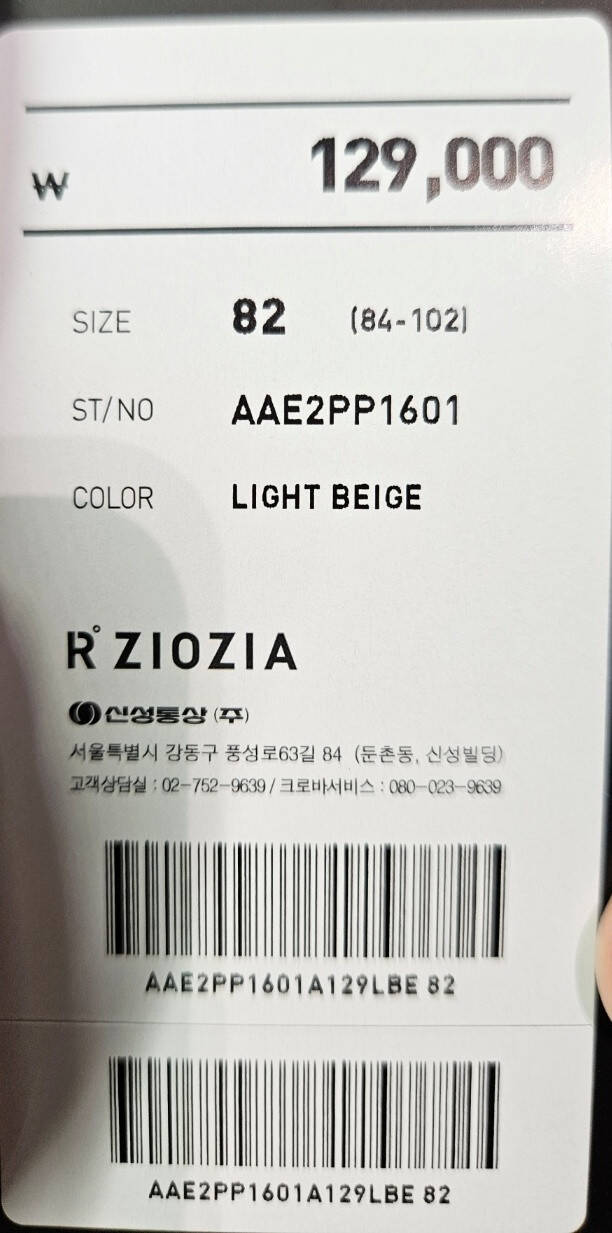 ₩ 129,000
SIZE 82 (84-102)
ST/NO AAE2PP1601
COLOR LIGHT BEIGE
R° ZIOZIA
신성통상 (주)
서울특별시 강동구 풍성로63길 84 (둔촌동, 신성빌딩)
고객상담실 : 02-752-9639 / 크로바서비스 : 080-023-9639
AAE2PP1601A129LBE 82
AAE2PP1601A129LBE 82